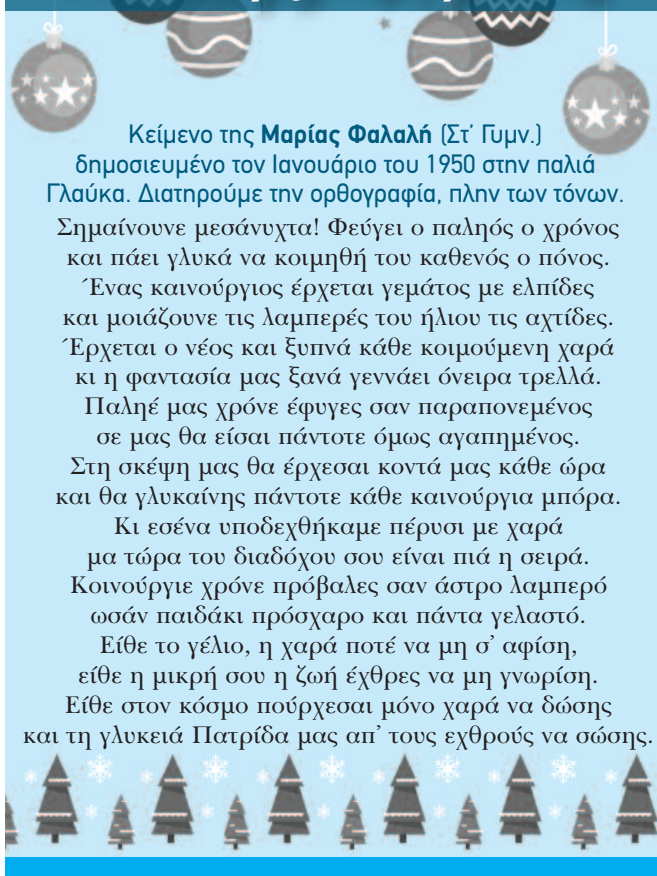 Κείμενο της Μαρίας Φαλαλή (Στ' Γυμν.)
δημοσιευμένο τον Ιανουάριο του 1950 στην παλιά
Γλαύκα. Διατηρούμε την ορθογραφία, πλην των τόνων.
Σημαίνουνε μεσάνυχτα! Φεύγει ο παληός ο χρόνος
και πάει γλυκά να κοιμηθή του καθενός ο πόνος.
Ένας καινούργιος έρχεται γεμάτος με ελπίδες
και μοιάζουνε τις λαμπερές του ήλιου τις αχτίδες.
Έρχεται ο νέος και ξυπνά κάθε κοιμούμενη χαρά
κι η φαντασία μας ξανά γεννάει όνειρα τρελλά.
Παληέ μας χρόνε έφυγες σαν παραπονεμένος
σε μας θα είσαι πάντοτε όμως αγαπημένος.
Στη σκέψη μας θα έρχεσαι κοντά μας κάθε ώρα
και θα γλυκαίνης πάντοτε κάθε καινούργια μπόρα.
Κι εσένα υποδεχθήκαμε πέρυσι με χαρά
μα τώρα του διαδόχου σου είναι πιά η σειρά.
Κοινούργιε χρόνε πρόβαλες σαν άστρο λαμπερό
ωσάν παιδάκι πρόσχαρο και πάντα γελαστό.
Είθε το γέλιο, η χαρά ποτέ να μη σ' αφίση,
είθε η μικρή σου η ζωή έχθρες να μη γνωρίση.
Είθε στον κόσμο πούρχεσαι μόνο χαρά να δώσης
και τη γλυκειά Πατρίδα μας απ' τους εχθρούς να σώσης.